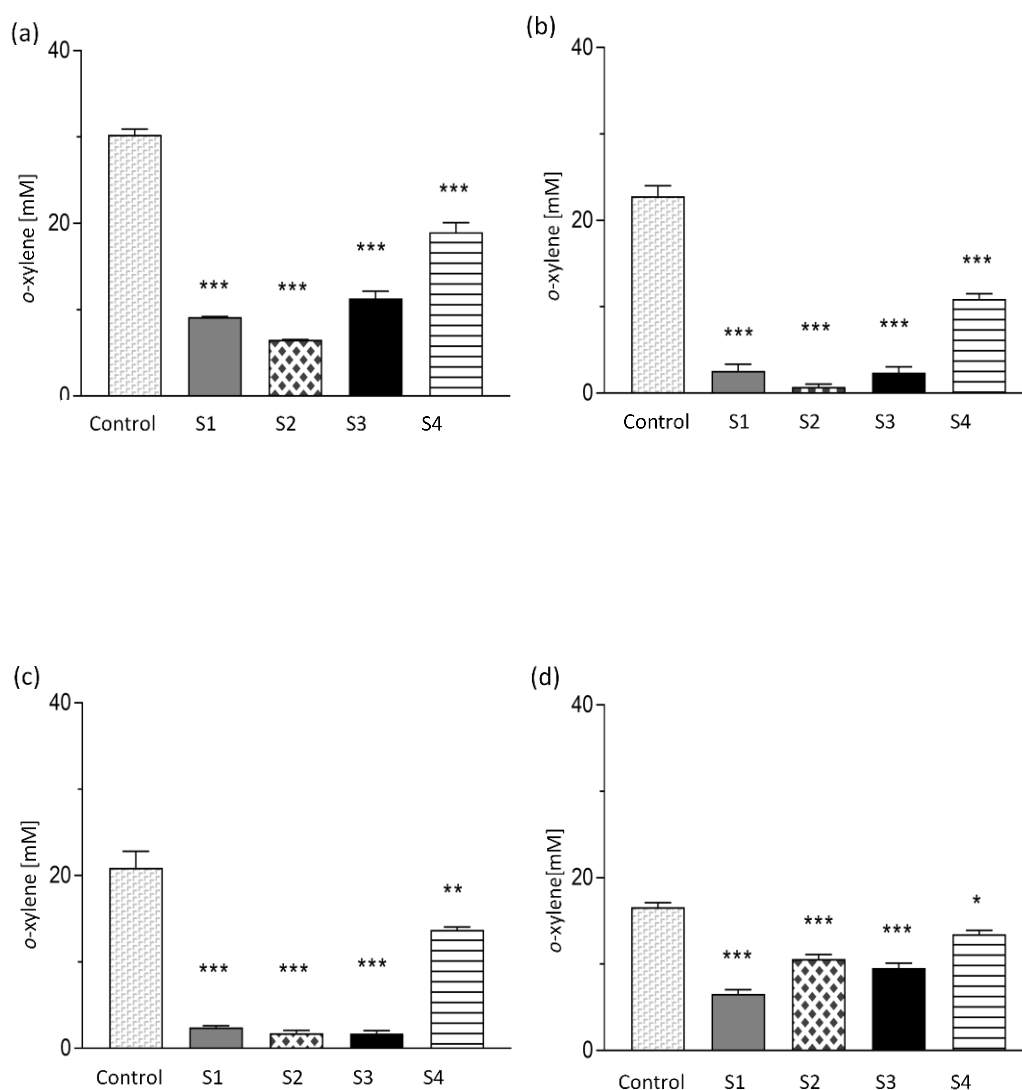 (a)
40
20
0
o-xylene [mM]
***
***
***
***
Control S1 S2 S3 S4
(b)
40
20
0
o-xylene [mM]
***
***
***
***
Control S1 S2 S3 S4
(c)
40
20
0
o-xylene [mM]
***
***
***
**
Control S1 S2 S3 S4
(d)
40
20
0
o-xylene[mM]
***
***
***
*
Control S1 S2 S3 S4